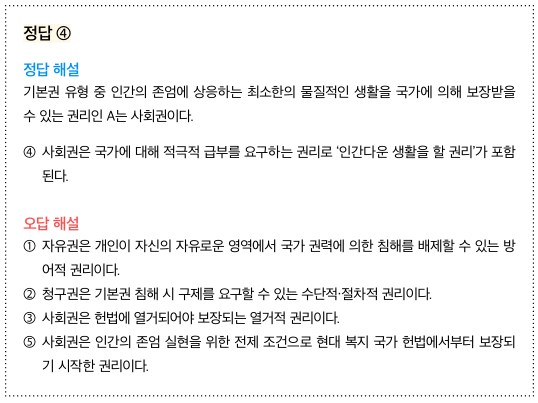 정답 ④
정답 해설
기본권 유형 중 인간의 존엄에 상응하는 최소한의 물질적인 생활을 국가에 의해 보장받을
수 있는 권리인 A는 사회권이다.
④ 사회권은 국가에 대해 적극적 급부를 요구하는 권리로 ‘인간다운 생활을 할 권리’가 포함
된다.
오답 해설
① 자유권은 개인이 자신의 자유로운 영역에서 국가 권력에 의한 침해를 배제할 수 있는 방
어적 권리이다.
② 청구권은 기본권 침해 시 구제를 요구할 수 있는 수단적·절차적 권리이다.
③ 사회권은 헌법에 열거되어야 보장되는 열거적 권리이다.
⑤ 사회권은 인간의 존엄 실현을 위한 전제 조건으로 현대 복지 국가 헌법에서부터 보장되
기 시작한 권리이다.